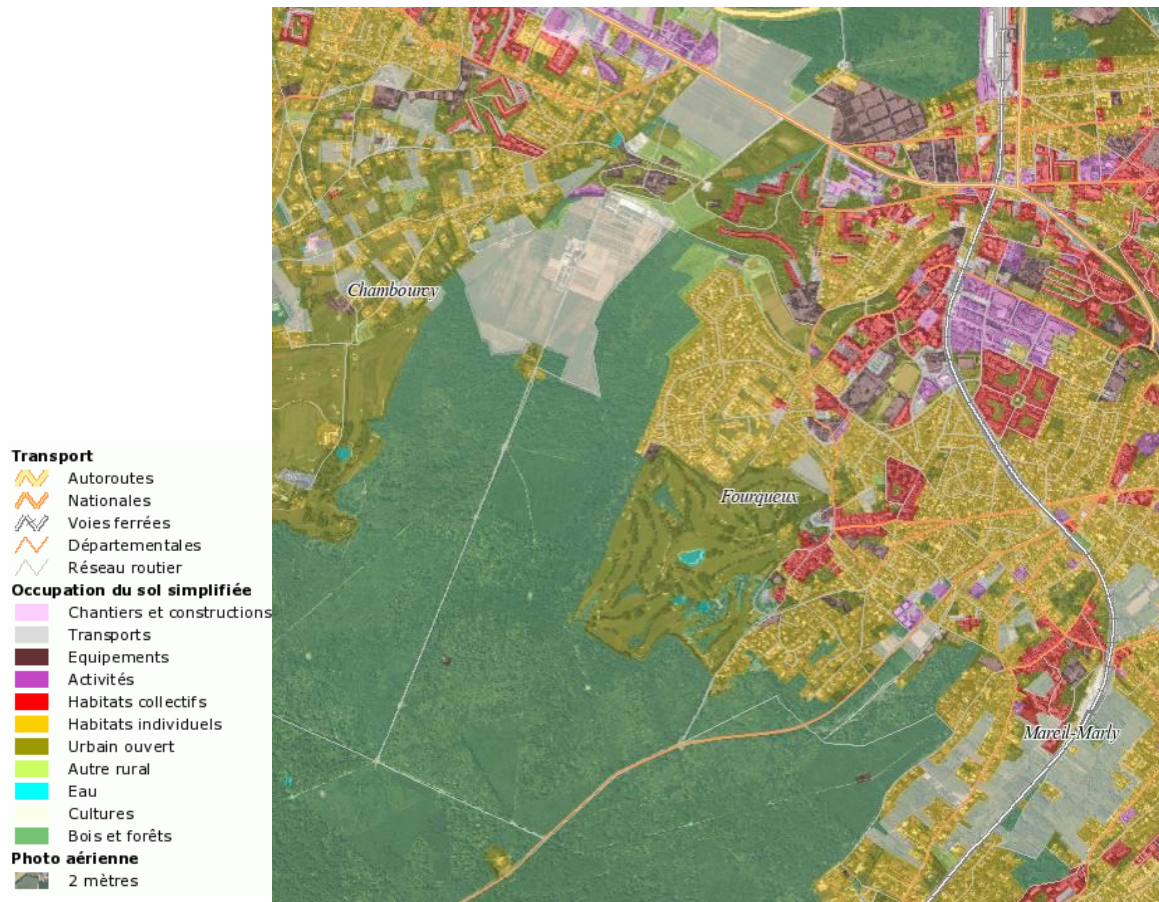 Chambourcy
Fourqueux
Mareil-Marly
Transport
Autoroutes
Nationales
Voies ferrées
Départementales
Réseau routier
Occupation du sol simplifiée
Chantiers et constructions
Transports
Equipements
Activités
Habitats collectifs
Habitats individuels
Urbain ouvert
Autre rural
Eau
Cultures
Bois et forêts
Photo aérienne
2 mètres